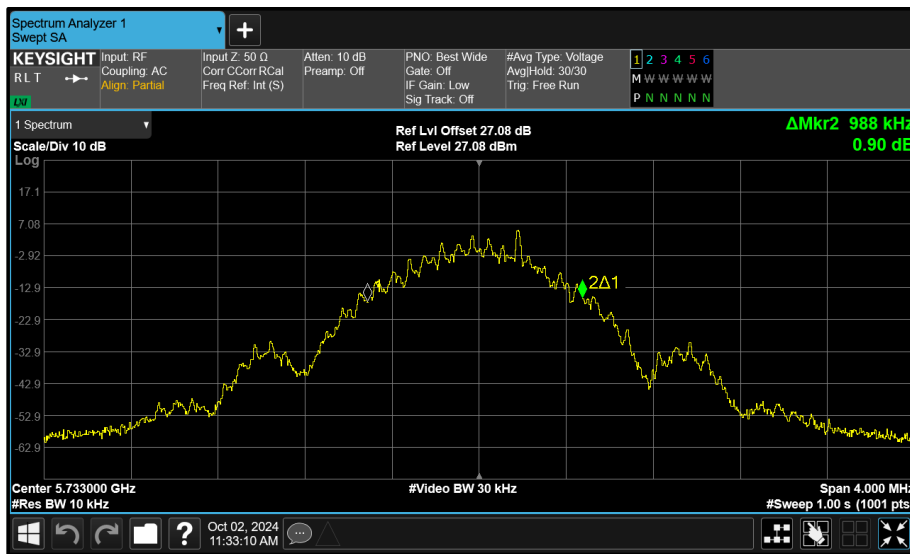 Spectrum Analyzer 1
Swept SA
KEYSIGHT
R L T
LXI
Input: RF
Coupling: AC
Align: Partial
Input Z: 50 Ω
Corr CCorr RCal
Freq Ref: Int (S)
Atten: 10 dB
Preamp: Off
PNO: Best Wide
Gate: Off
IF Gain: Low
Sig Track: Off
#Avg Type: Voltage
Avg|Hold: 30/30
Trig: Free Run
1 2 3 4 5 6
M W W W W W
P N N N N N
1 Spectrum
Scale/Div 10 dB
Ref Lvl Offset 27.08 dB
Ref Level 27.08 dBm
ΔMkr2 988 kHz
0.90 dB
Log
17.1
7.08
-2.92
-12.9
-22.9
-32.9
-42.9
-52.9
-62.9
2Δ1
Center 5.733000 GHz
#Res BW 10 kHz
#Video BW 30 kHz
Span 4.000 MHz
#Sweep 1.00 s (1001 pts
?
Oct 02, 2024
11:33:10 AM